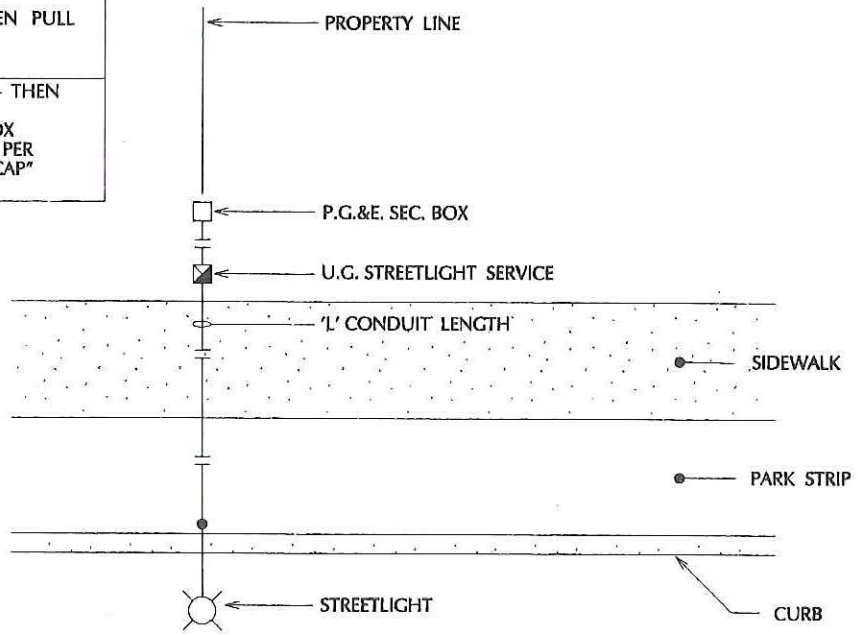 EN PULL
THEN
OX
PER
CAP"
PROPERTY LINE
P.G.&E. SEC. BOX
U.G. STREETLIGHT SERVICE
'L' CONDUIT LENGTH
SIDEWALK
PARK STRIP
STREETLIGHT
CURB